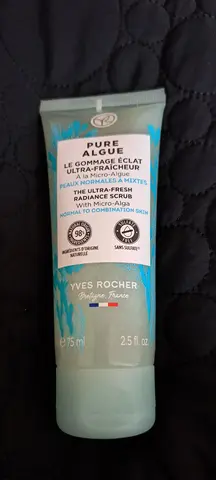 PURE
ALGUE
LE GOMMAGE ÉCLAT
ULTRA-FRAÎCHEUR
À la Micro-Algue
PEAUX NORMALES À MIXTES
THE ULTRA-FRESH
RADIANCE SCRUB
With Micro-Alga
NORMAL TO COMBINATION SKIN
98%
INGRÉDIENTS D'ORIGINE
NATURELLE
SANS SULFATE
YVES ROCHER
Bretagne, France
e 75 ml 2.5 fl. oz